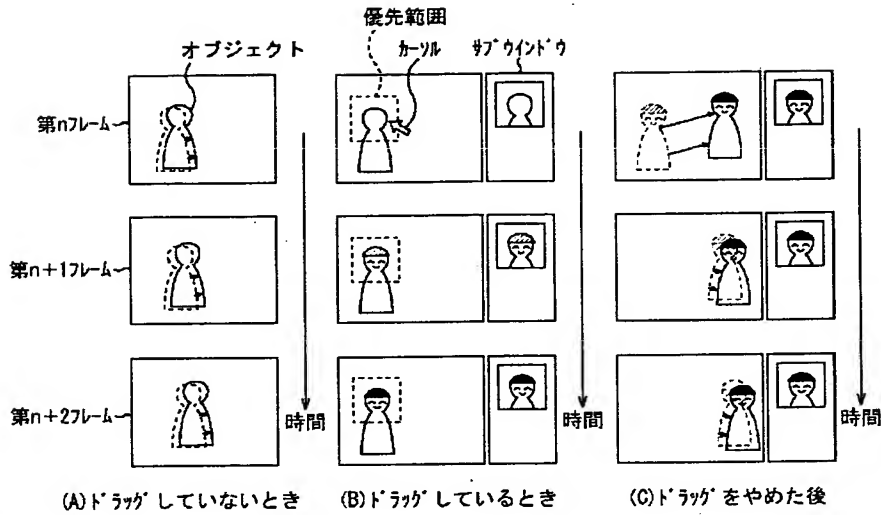 優先範囲
オブジェクト
カーソル
サブウインドウ
第nフレーム
第n+1フレーム
第n+2フレーム
時間
時間
時間
(A)ドラッグしていないとき
(B)ドラッグしているとき
(C)ドラッグをやめた後